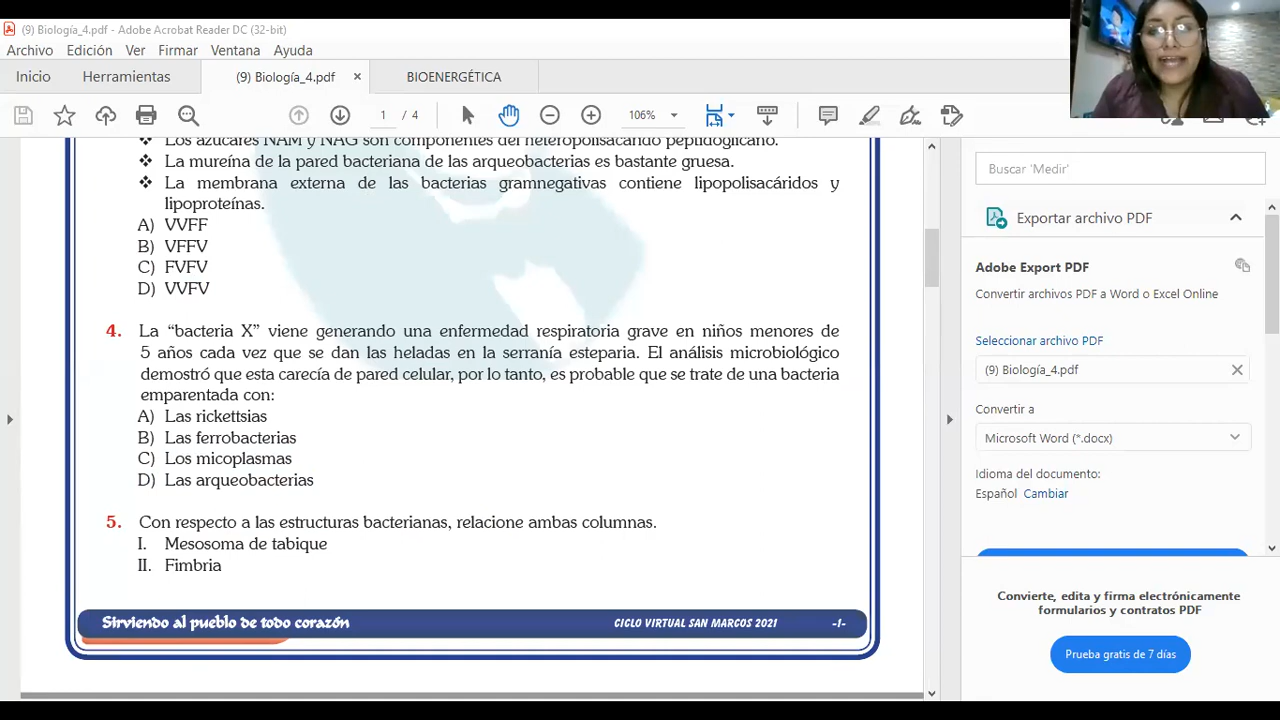 (9) Biología_4.pdf - Adobe Acrobat Reader DC (32-bit)
Archivo Edición Ver Firmar Ventana Ayuda
Inicio Herramientas (9) Biología_4.pdf × BIOENERGÉTICA
1 / 4 106%
❖ Los azúcares NAM y NAG son componentes del heteropolisacárido peptidoglicano.
❖ La mureína de la pared bacteriana de las arqueobacterias es bastante gruesa.
❖ La membrana externa de las bacterias gramnegativas contiene lipopolisacáridos y
lipoproteínas.
A) VVFF
B) VFFV
C) FVFV
D) VVFV
4. La “bacteria X” viene generando una enfermedad respiratoria grave en niños menores de
5 años cada vez que se dan las heladas en la serranía esteparia. El análisis microbiológico
demostró que esta carecía de pared celular, por lo tanto, es probable que se trate de una bacteria
emparentada con:
A) Las rickettsias
B) Las ferrobacterias
C) Los micoplasmas
D) Las arqueobacterias
5. Con respecto a las estructuras bacterianas, relacione ambas columnas.
I. Mesosoma de tabique
II. Fimbria
Sirviendo al pueblo de todo corazón CICLO VIRTUAL SAN MARCOS 2021 -1-
Buscar 'Medir'
Exportar archivo PDF
Adobe Export PDF
Convertir archivos PDF a Word o Excel Online
Seleccionar archivo PDF
(9) Biología_4.pdf ×
Convertir a
Microsoft Word (*.docx)
Idioma del documento:
Español Cambiar
Convierte, edita y firma electrónicamente
formularios y contratos PDF
Prueba gratis de 7 días